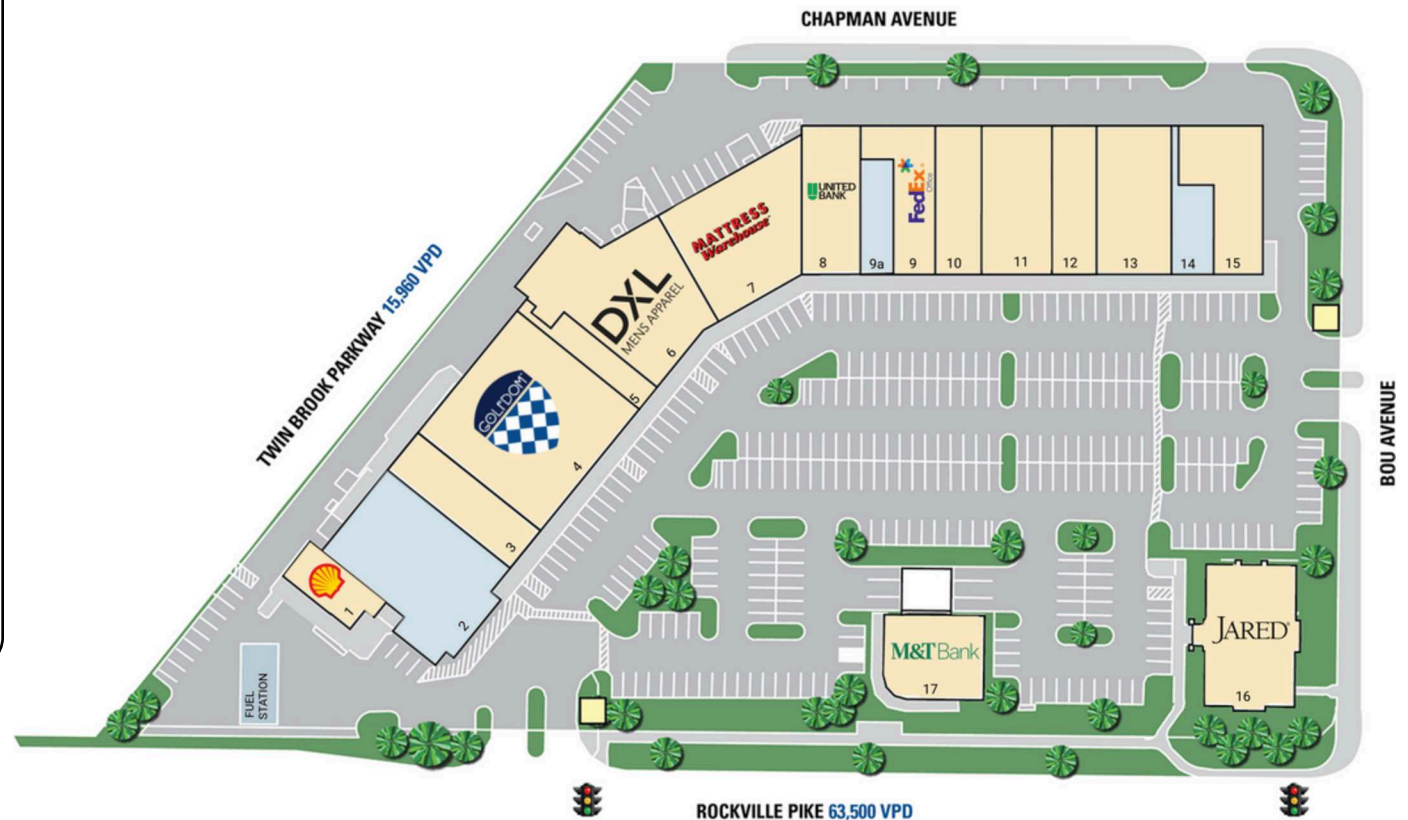 CHAPMAN AVENUE
TWIN BROOK PARKWAY 15,960 VPD
UNITED
BANK
8
9a
FedEx
Office
9
10
11
12
13
14
15
MATTRESS
Warehouse
7
DXL
MENS APPAREL
6
5
GOLFDOM
4
3
2
1
FUEL
STATION
M&T Bank
17
JARED
16
BOU AVENUE
ROCKVILLE PIKE 63,500 VPD